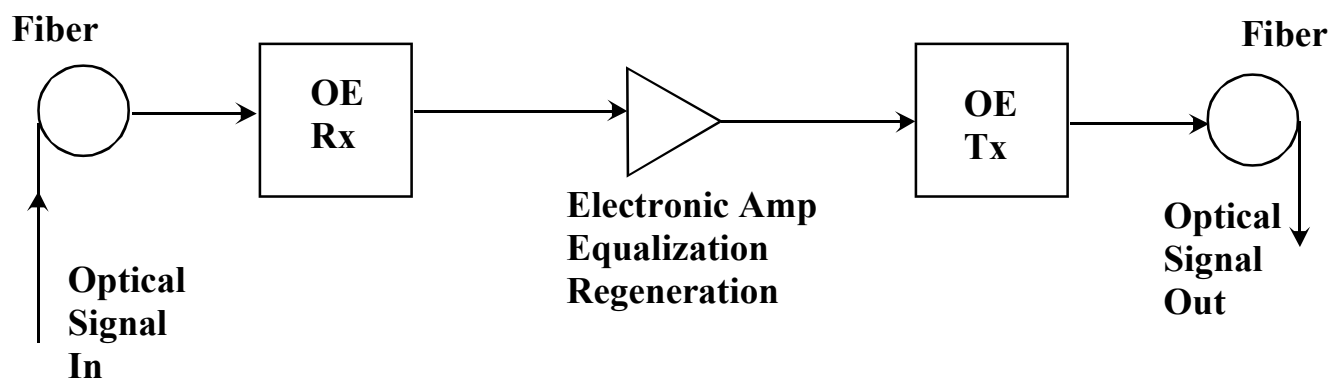 Fiber
OE
Rx
OE
Tx
Fiber
Electronic Amp
Equalization
Regeneration
Optical
Signal
In
Optical
Signal
Out